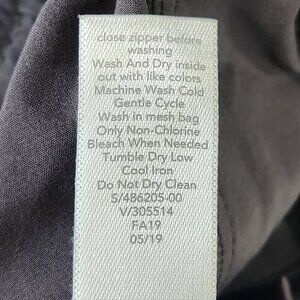 close zipper before
washing
Wash And Dry inside
out with like colors
Machine Wash Cold
Gentle Cycle
Wash in mesh bag
Only Non-Chlorine
Bleach When Needed
Tumble Dry Low
Cool Iron
Do Not Dry Clean
S/486205-00
V/305514
FA19
05/19